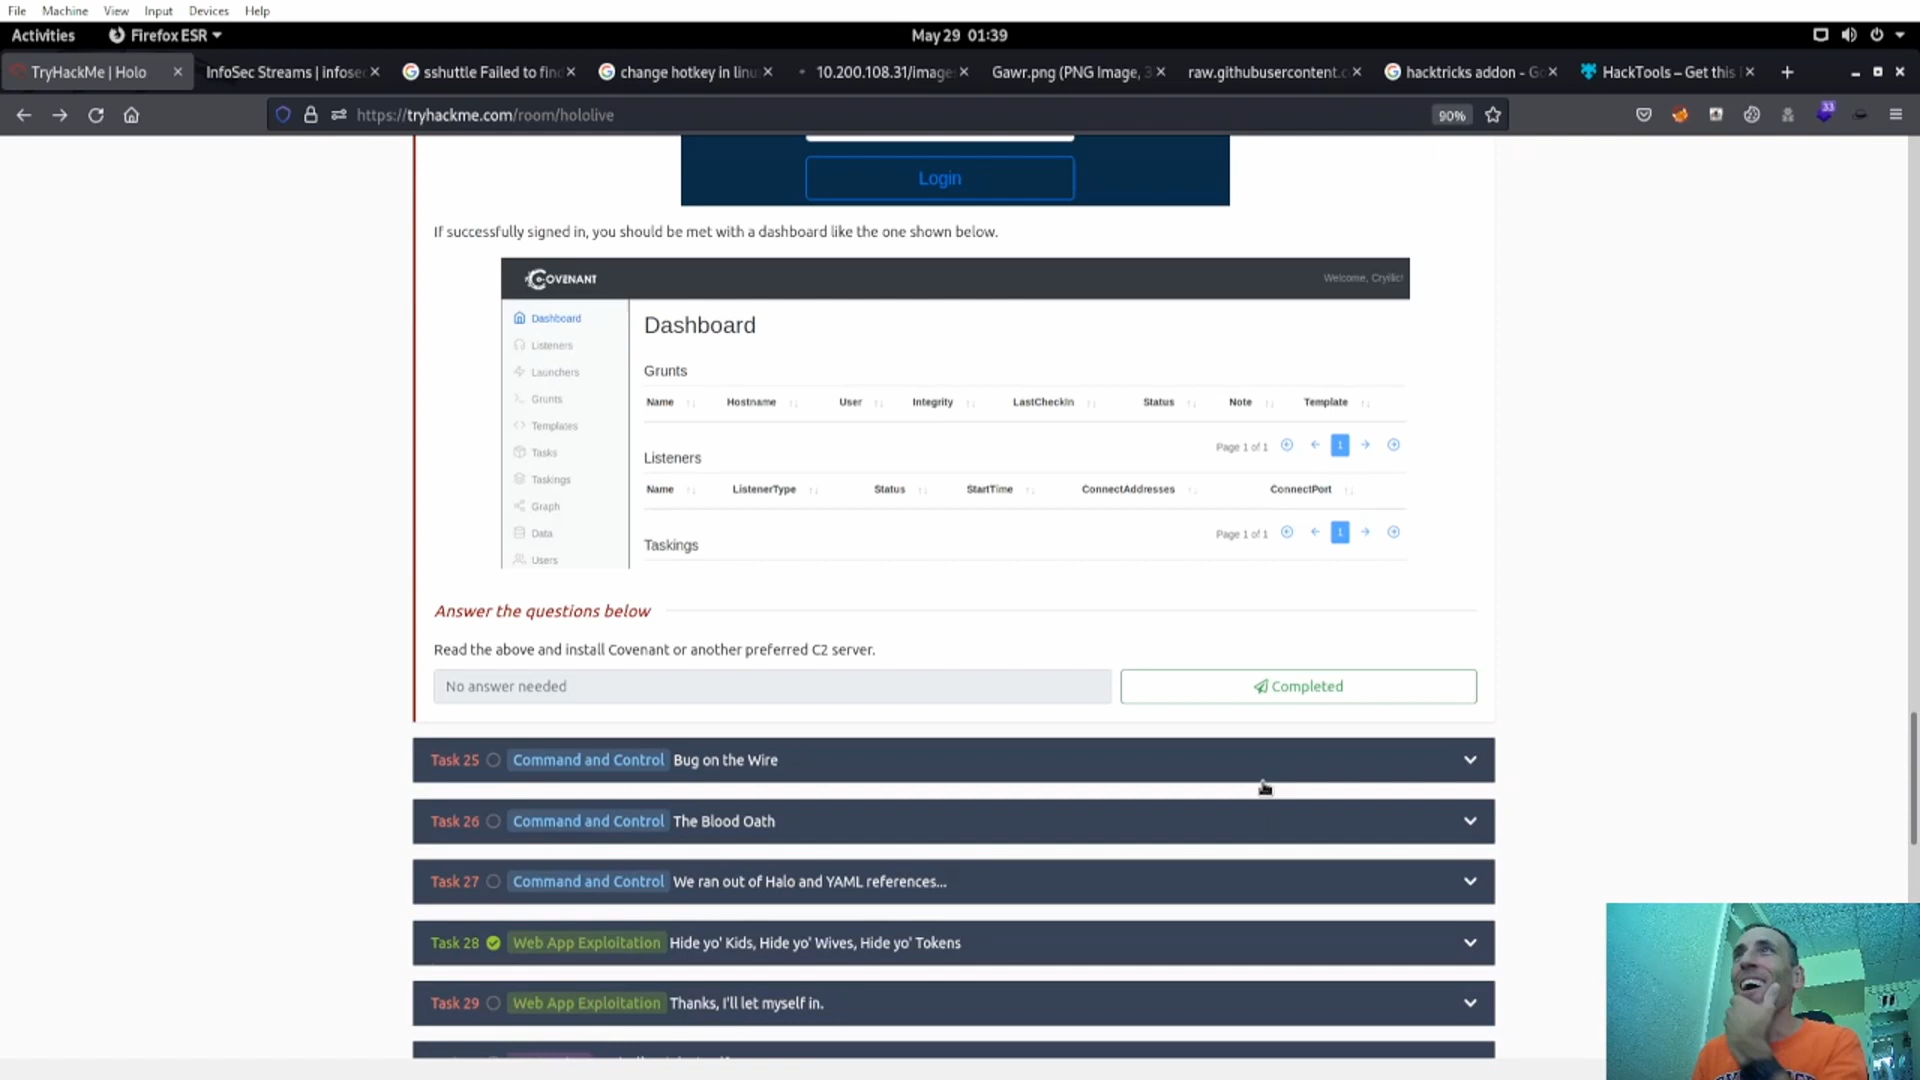 File Machine View Input Devices Help
Activities Firefox ESR May 29 01:39
TryHackMe | Holo InfoSec Streams | infosec sshuttle Failed to fin change hotkey in linu 10.200.108.31/image Gawr.png (PNG Image, 3 raw.githubusercontent.c hacktricks addon - Go HackTools – Get this
https://tryhackme.com/room/hololive 90% 33
Login
If successfully signed in, you should be met with a dashboard like the one shown below.
COVENANT Welcome, Cryillic!
Dashboard
Listeners
Launchers
Grunts
Templates
Tasks
Taskings
Graph
Data
Users
Dashboard
Grunts
Name Hostname User Integrity LastCheckIn Status Note Template
Page 1 of 1 1
Listeners
Name ListenerType Status StartTime ConnectAddresses ConnectPort
Page 1 of 1 1
Taskings
Answer the questions below
Read the above and install Covenant or another preferred C2 server.
No answer needed Completed
Task 25 Command and Control Bug on the Wire
Task 26 Command and Control The Blood Oath
Task 27 Command and Control We ran out of Halo and YAML references...
Task 28 Web App Exploitation Hide yo' Kids, Hide yo' Wives, Hide yo' Tokens
Task 29 Web App Exploitation Thanks, I'll let myself in.